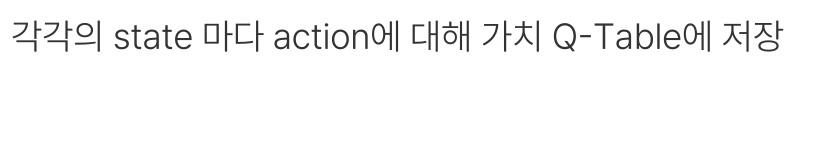 각각의 state 마다 action에 대해 가치 Q-Table에 저장